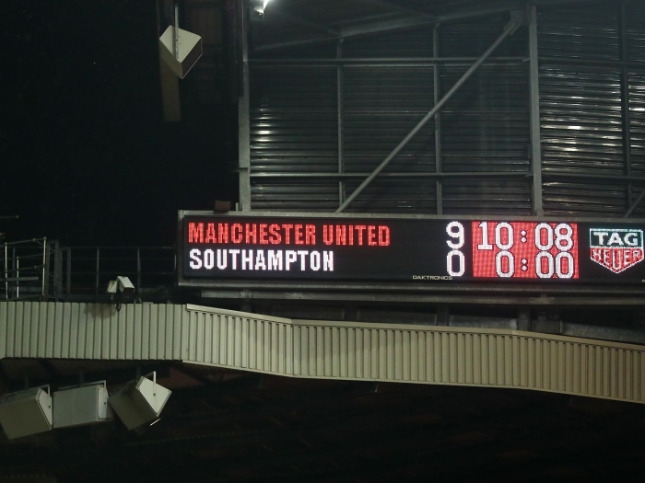 MANCHESTER UNITED 9 10:08 TAG
SOUTHAMPTON 0 0:00 HEUER
DAKTRONICS